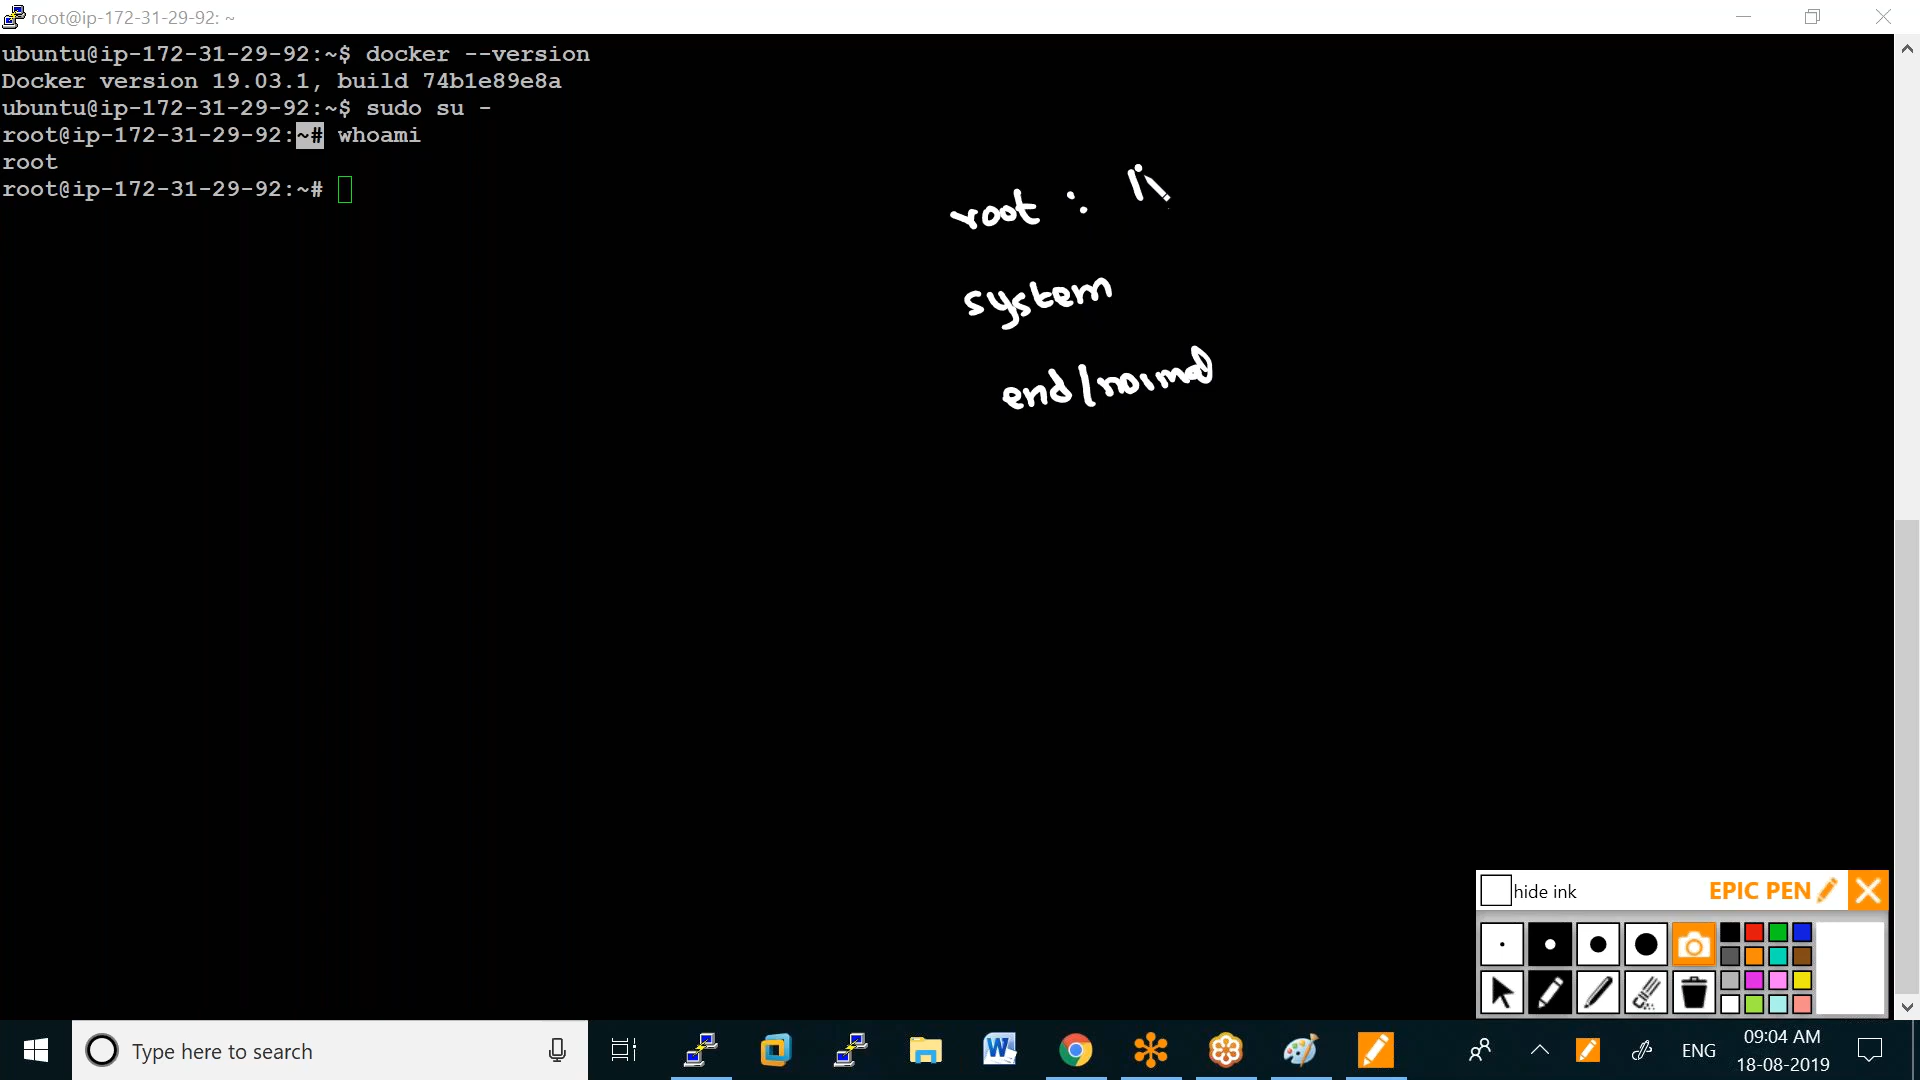 root@ip-172-31-29-92: ~
ubuntu@ip-172-31-29-92:~$ docker --version
Docker version 19.03.1, build 74b1e89e8a
ubuntu@ip-172-31-29-92:~$ sudo su -
root@ip-172-31-29-92:~# whoami
root
root@ip-172-31-29-92:~#
root :
system
end/normal
hide ink
EPIC PEN
Type here to search
ENG
09:04 AM
18-08-2019